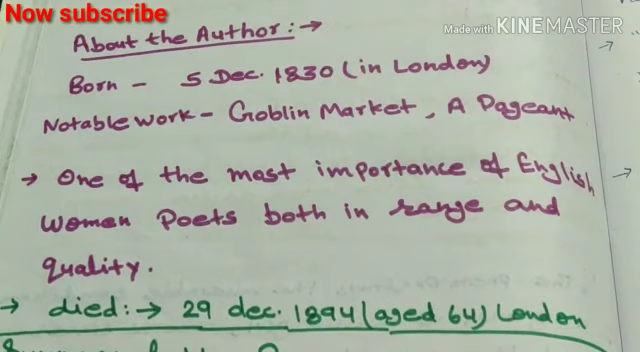 Now subscribe
Made with KINEMASTER
About the Author :→
Born - 5 Dec. 1830 (in London)
Notable work - Goblin Market, A Pageant
→ One of the most importance of English
women Poets both in range and
quality.
→ died :→ 29 dec. 1894 (aged 64) London